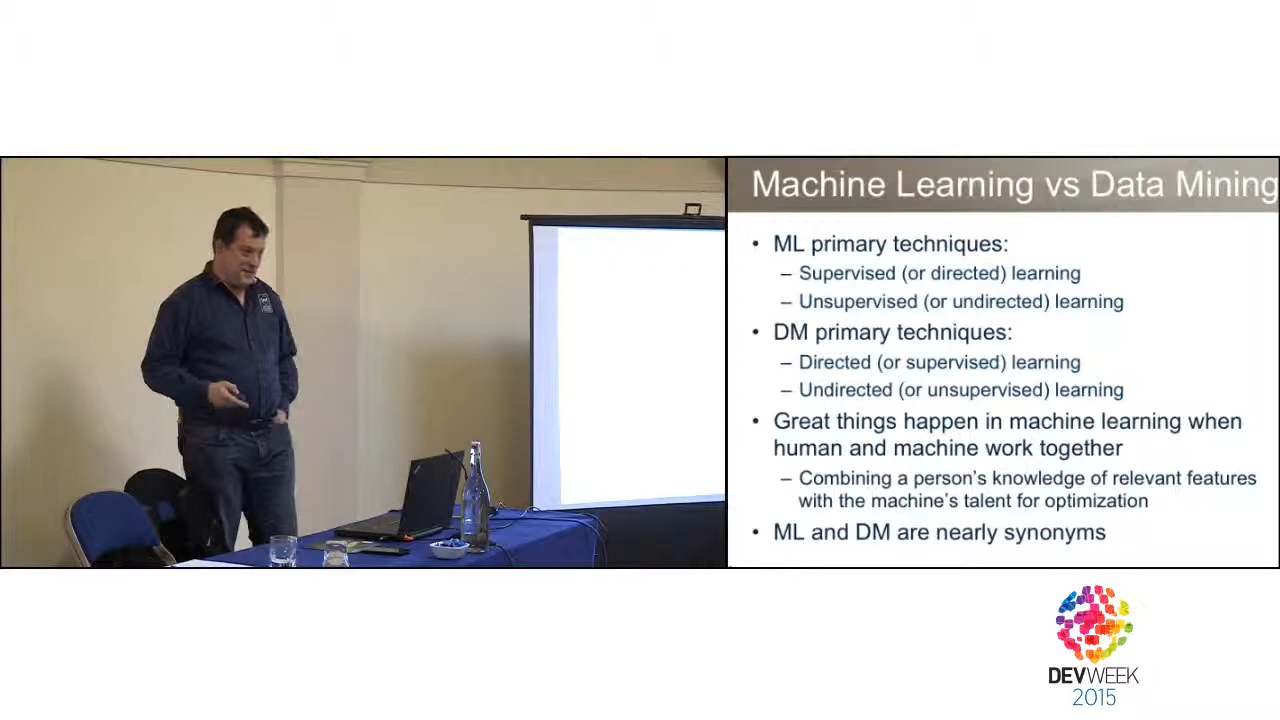 Machine Learning vs Data Mining
• ML primary techniques:
– Supervised (or directed) learning
– Unsupervised (or undirected) learning
• DM primary techniques:
– Directed (or supervised) learning
– Undirected (or unsupervised) learning
• Great things happen in machine learning when
human and machine work together
– Combining a person's knowledge of relevant features
with the machine's talent for optimization
• ML and DM are nearly synonyms
DEVWEEK
2015